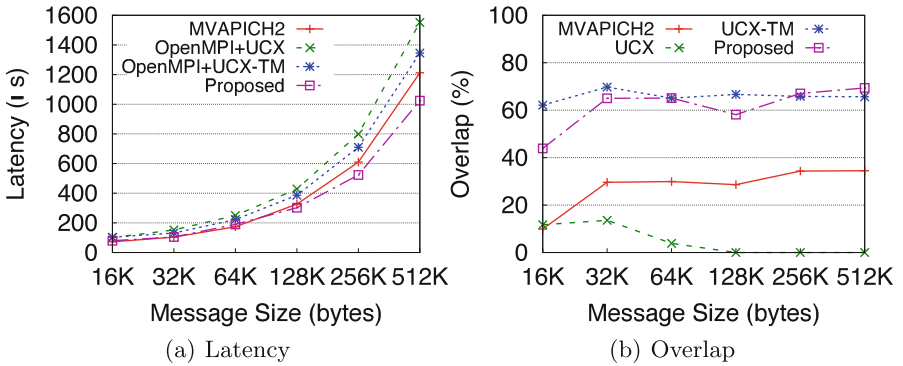 1600
1400
1200
1000
800
600
400
200
0
Latency (ı s)
MVAPICH2
OpenMPI+UCX
OpenMPI+UCX-TM
Proposed
16K 32K 64K 128K 256K 512K
Message Size (bytes)
(a) Latency
100
80
60
40
20
0
Overlap (%)
MVAPICH2
UCX
UCX-TM
Proposed
16K 32K 64K 128K 256K 512K
Message Size (bytes)
(b) Overlap